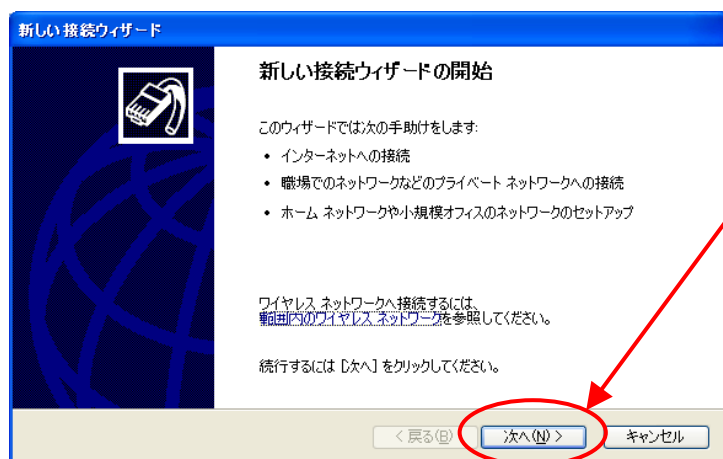 新しい接続ウィザード
新しい接続ウィザードの開始
このウィザードでは次の手助けをします:
• インターネットへの接続
• 職場でのネットワークなどのプライベート ネットワークへの接続
• ホーム ネットワークや小規模オフィスのネットワークのセットアップ
ワイヤレス ネットワークへ接続するには、
範囲内のワイヤレス ネットワークを参照してください。
続行するには [次へ] をクリックしてください。
< 戻る(B)
次へ(N) >
キャンセル